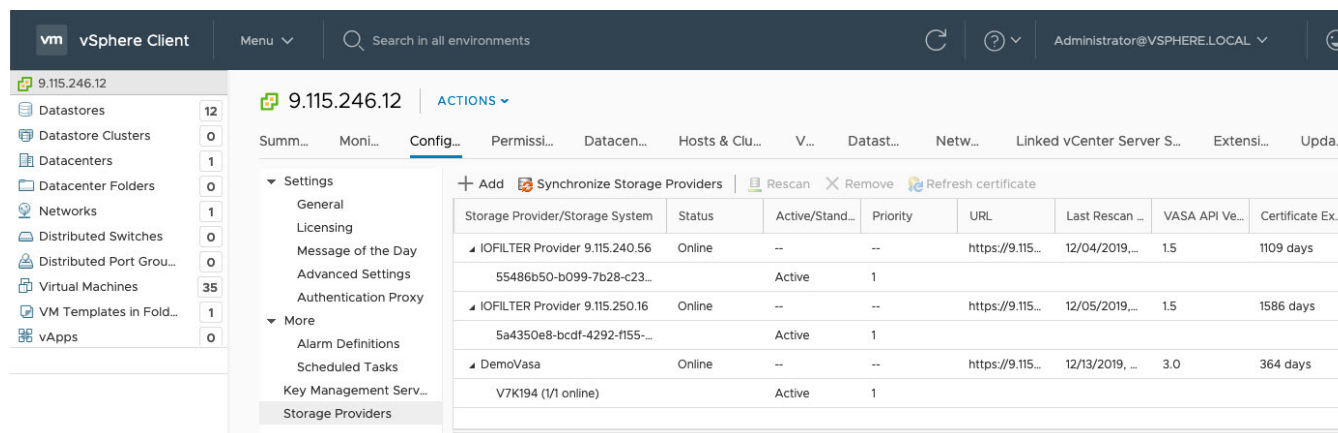 vm vSphere Client Menu Search in all environments Administrator@VSPHERE.LOCAL
9.115.246.12
Datastores 12
Datastore Clusters 0
Datacenters 1
Datacenter Folders 0
Networks 1
Distributed Switches 0
Distributed Port Grou... 0
Virtual Machines 35
VM Templates in Fold... 1
vApps 0
9.115.246.12 ACTIONS
Summ... Moni... Config... Permissi... Datacen... Hosts & Clu... V... Datast... Netw... Linked vCenter Server S... Extensi... Upda.
Settings
General
Licensing
Message of the Day
Advanced Settings
Authentication Proxy
More
Alarm Definitions
Scheduled Tasks
Key Management Serv...
Storage Providers
+ Add Synchronize Storage Providers Rescan Remove Refresh certificate
Storage Provider/Storage System Status Active/Stand... Priority URL Last Rescan ... VASA API Ve... Certificate Ex.
IOFILTER Provider 9.115.240.56 Online -- -- https://9.115... 12/04/2019,... 1.5 1109 days
55486b50-b099-7b28-c23... Active 1
IOFILTER Provider 9.115.250.16 Online -- -- https://9.115... 12/05/2019,... 1.5 1586 days
5a4350e8-bcdf-4292-f155-... Active 1
DemoVasa Online -- -- https://9.115... 12/13/2019, ... 3.0 364 days
V7K194 (1/1 online) Active 1